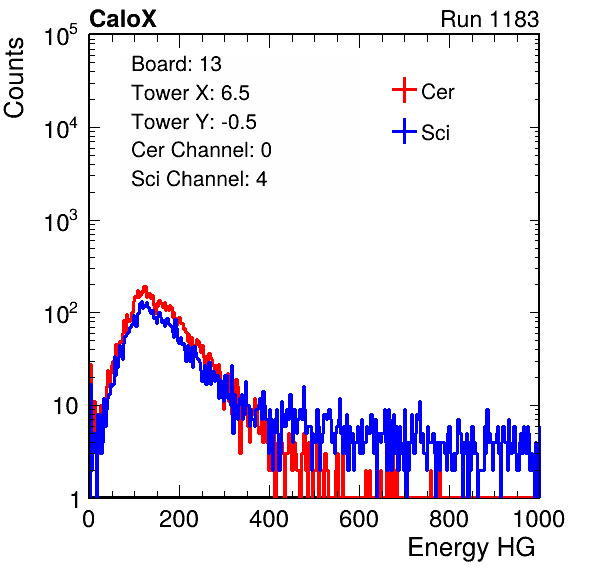 CaloX Run 1183
Counts
10^5
10^4
10^3
10^2
10
1
Board: 13
Tower X: 6.5
Tower Y: -0.5
Cer Channel: 0
Sci Channel: 4
Cer
Sci
0 200 400 600 800 1000
Energy HG